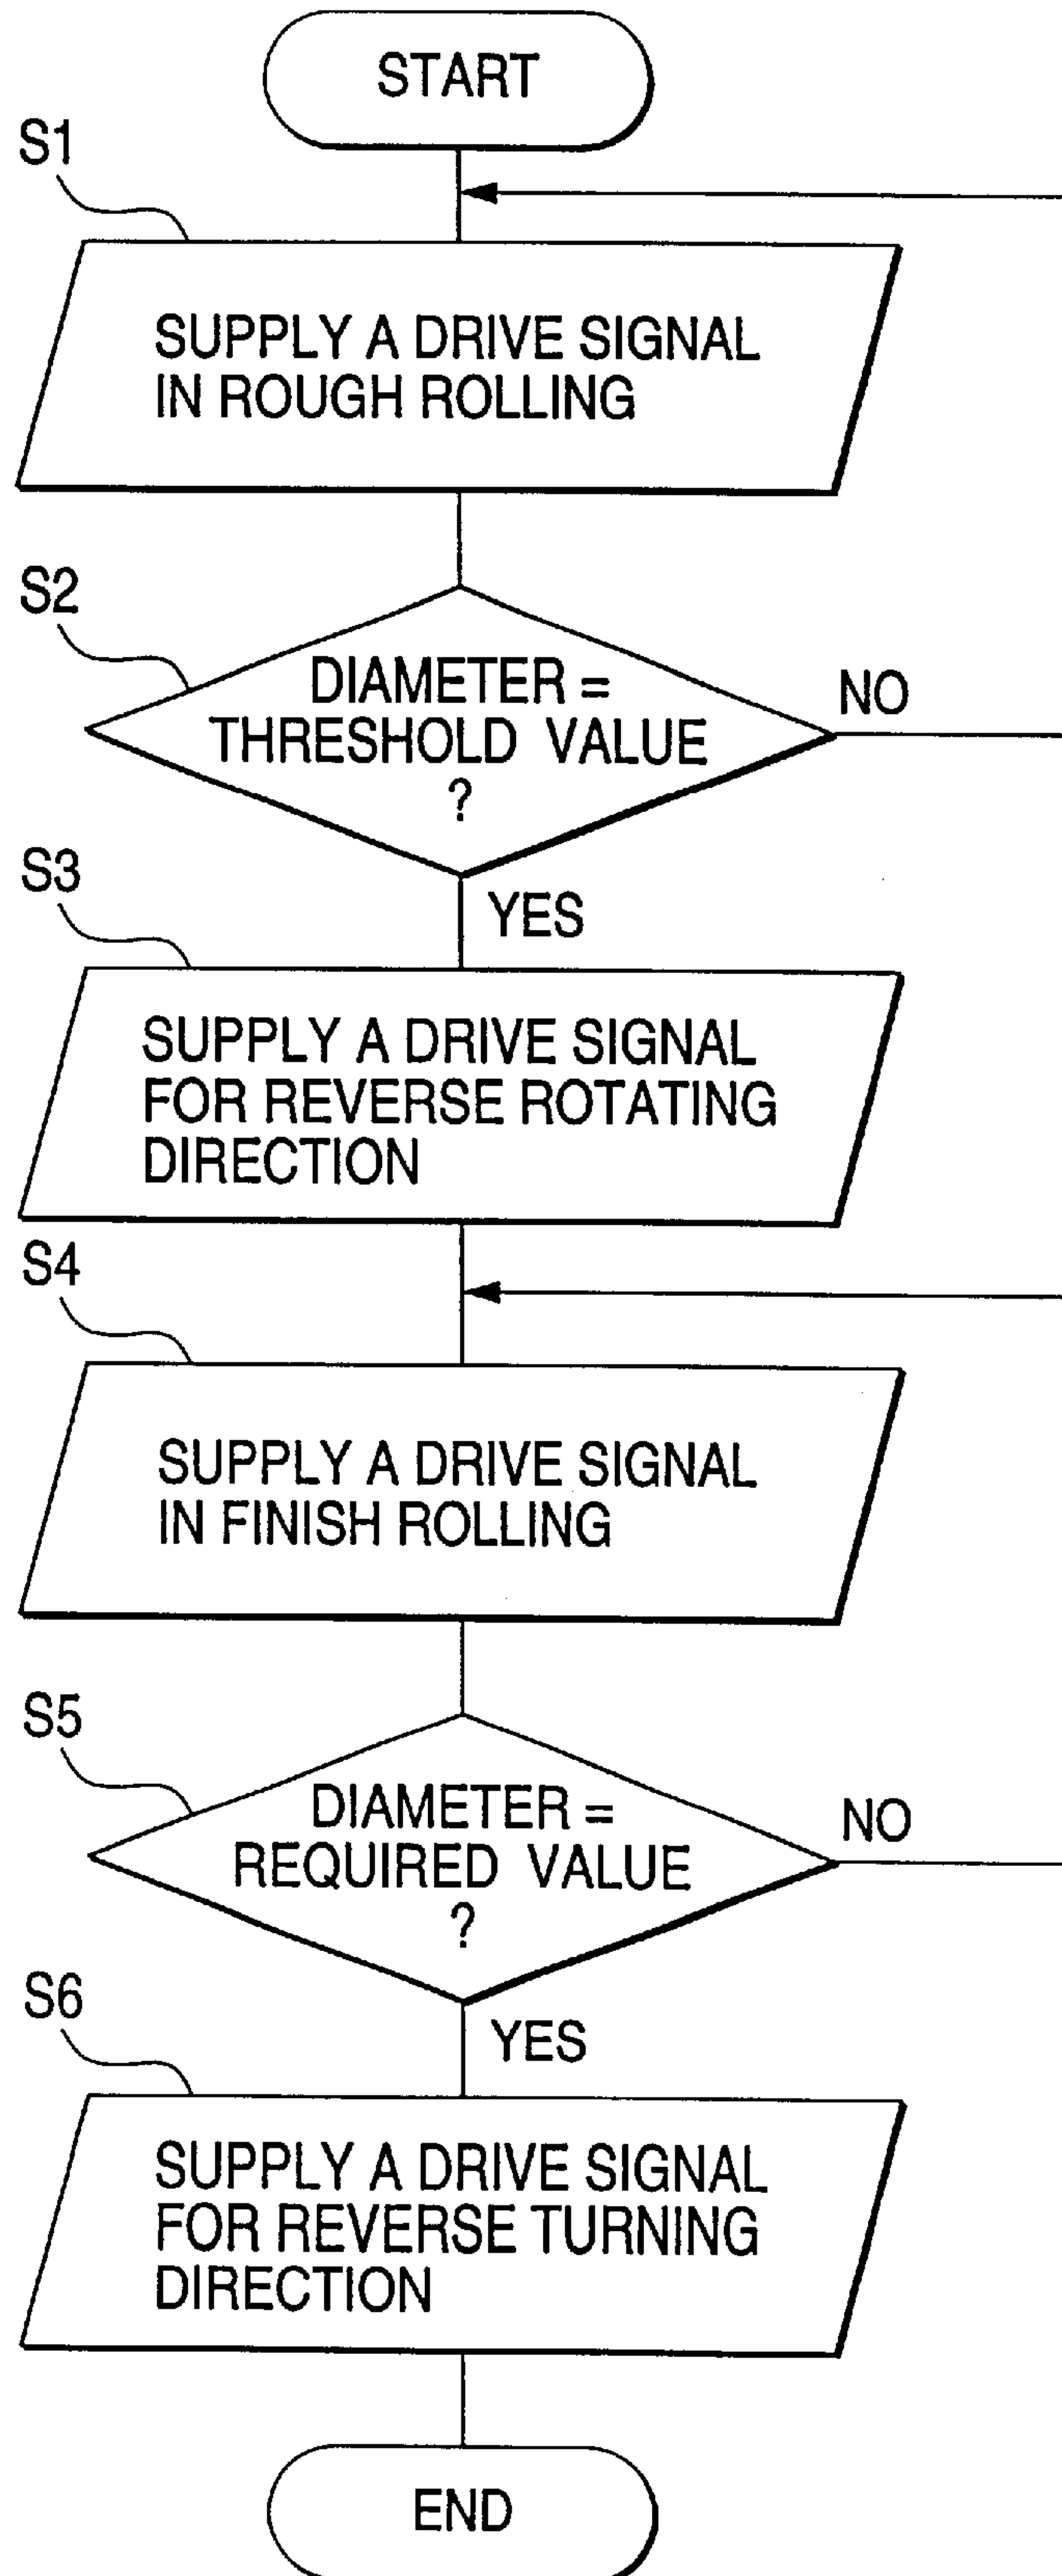 START
S1
SUPPLY A DRIVE SIGNAL
IN ROUGH ROLLING
S2
DIAMETER =
THRESHOLD VALUE
?
NO
S3
YES
SUPPLY A DRIVE SIGNAL
FOR REVERSE ROTATING
DIRECTION
S4
SUPPLY A DRIVE SIGNAL
IN FINISH ROLLING
S5
DIAMETER =
REQUIRED VALUE
?
NO
S6
YES
SUPPLY A DRIVE SIGNAL
FOR REVERSE TURNING
DIRECTION
END